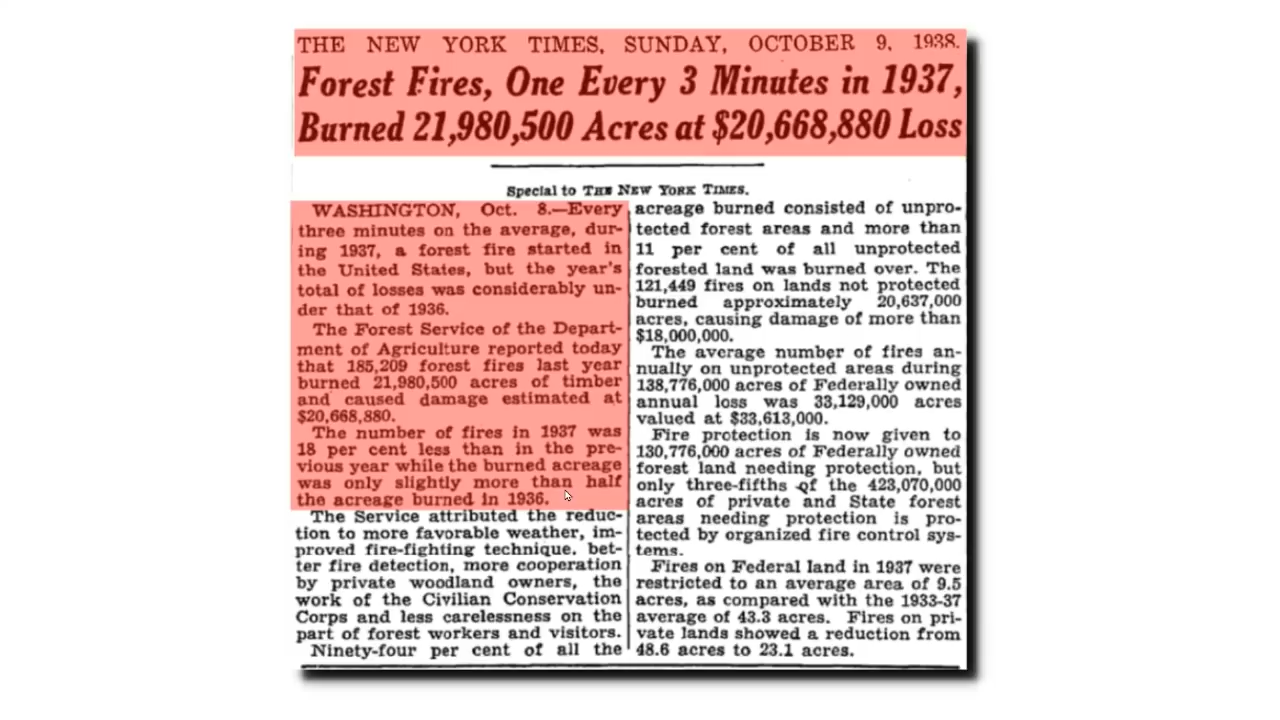 THE NEW YORK TIMES, SUNDAY, OCTOBER 9, 1938.
Forest Fires, One Every 3 Minutes in 1937,
Burned 21,980,500 Acres at $20,668,880 Loss
Special to THE NEW YORK TIMES.
WASHINGTON, Oct. 8.—Every
three minutes on the average, dur-
ing 1937, a forest fire started in
the United States, but the year's
total of losses was considerably un-
der that of 1936.
The Forest Service of the Depart-
ment of Agriculture reported today
that 185,209 forest fires last year
burned 21,980,500 acres of timber
and caused damage estimated at
$20,668,880.
The number of fires in 1937 was
18 per cent less than in the pre-
vious year while the burned acreage
was only slightly more than half
the acreage burned in 1936.
The Service attributed the reduc-
tion to more favorable weather, im-
proved fire-fighting technique, bet-
ter fire detection, more cooperation
by private woodland owners, the
work of the Civilian Conservation
Corps and less carelessness on the
part of forest workers and visitors.
Ninety-four per cent of all the
acreage burned consisted of unpro-
tected forest areas and more than
11 per cent of all unprotected
forested land was burned over. The
121,449 fires on lands not protected
burned approximately 20,637,000
acres, causing damage of more than
$18,000,000.
The average number of fires an-
nually on unprotected areas during
138,776,000 acres of Federally owned
annual loss was 33,129,000 acres
valued at $33,613,000.
Fire protection is now given to
130,776,000 acres of Federally owned
forest land needing protection, but
only three-fifths of the 423,070,000
acres of private and State forest
areas needing protection is pro-
tected by organized fire control sys-
tems.
Fires on Federal land in 1937 were
restricted to an average area of 9.5
acres, as compared with the 1933-37
average of 43.3 acres. Fires on pri-
vate lands showed a reduction from
48.6 acres to 23.1 acres.